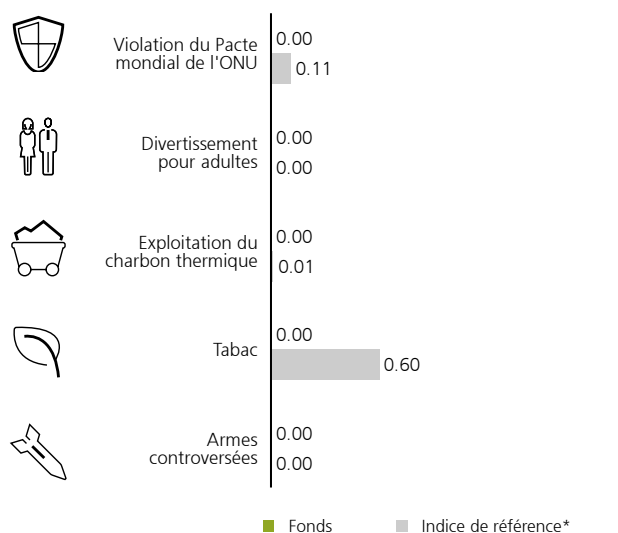 0.00
Violation du Pacte
mondial de l'ONU
0.11
0.00
Divertissement
pour adultes
0.00
0.00
Exploitation du
charbon thermique
0.01
0.00
Tabac
0.60
0.00
Armes
controversées
0.00
Fonds
Indice de référence*